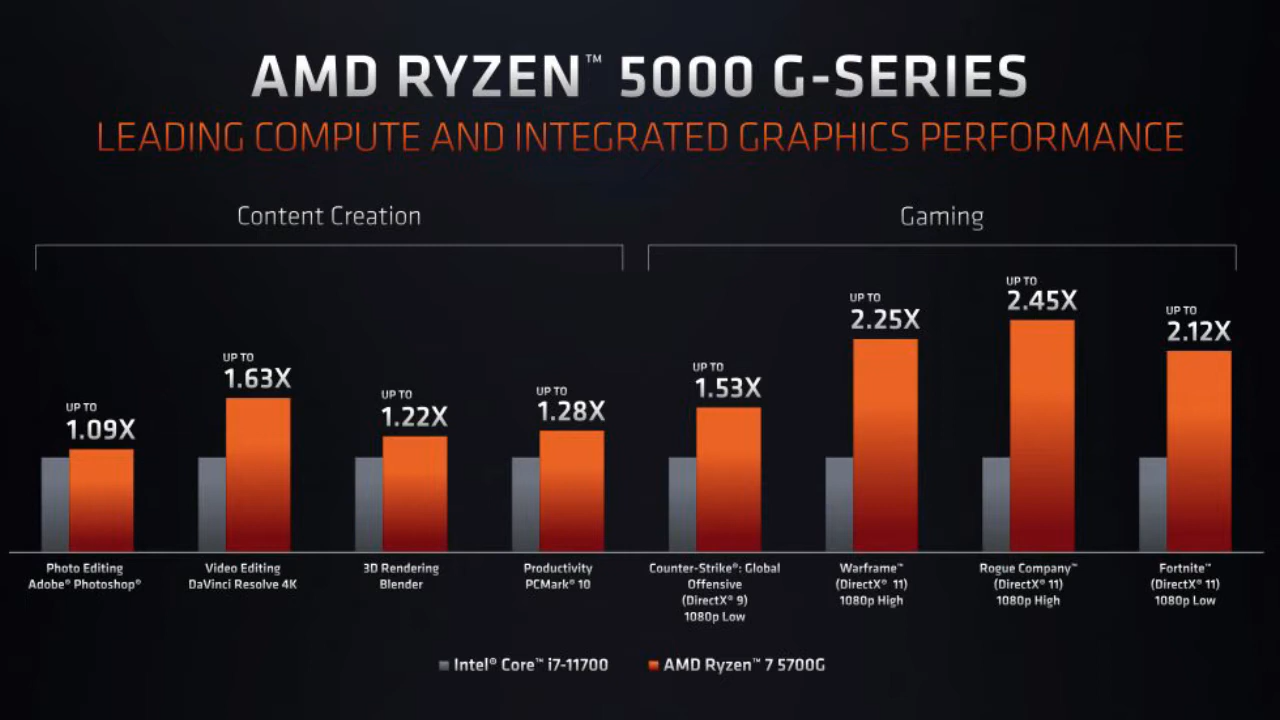 AMD RYZEN™ 5000 G-SERIES
LEADING COMPUTE AND INTEGRATED GRAPHICS PERFORMANCE
Content Creation
Gaming
UP TO
1.09X
UP TO
1.63X
UP TO
1.22X
UP TO
1.28X
UP TO
1.53X
UP TO
2.25X
UP TO
2.45X
UP TO
2.12X
Photo Editing
Adobe® Photoshop®
Video Editing
DaVinci Resolve 4K
3D Rendering
Blender
Productivity
PCMark® 10
Counter-Strike®: Global
Offensive
(DirectX® 9)
1080p Low
Warframe™
(DirectX® 11)
1080p High
Rogue Company™
(DirectX® 11)
1080p High
Fortnite™
(DirectX® 11)
1080p Low
Intel® Core™ i7-11700
AMD Ryzen™ 7 5700G